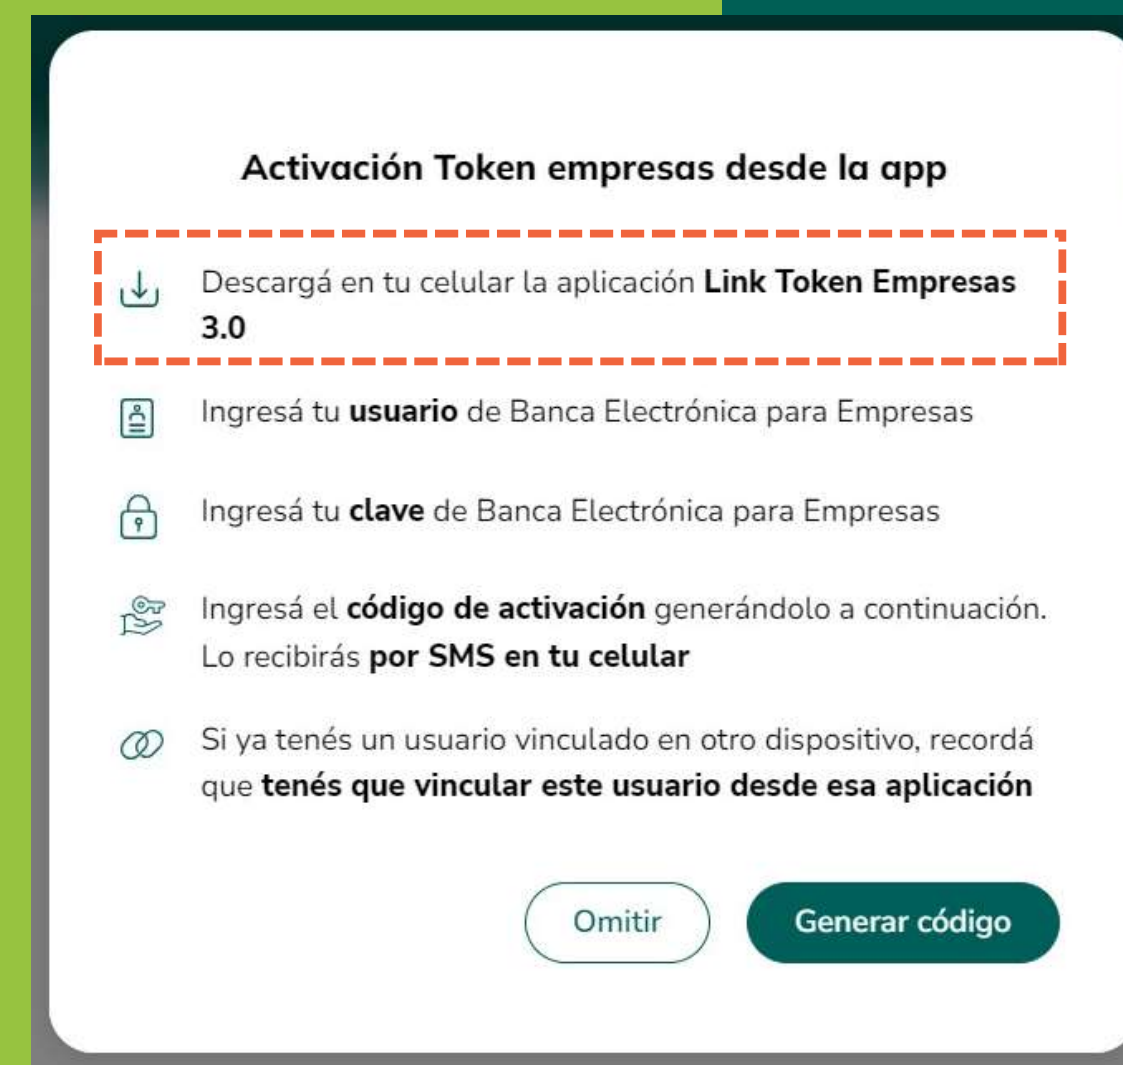 Activación Token empresas desde la app
Descargá en tu celular la aplicación Link Token Empresas
3.0
Ingresá tu usuario de Banca Electrónica para Empresas
Ingresá tu clave de Banca Electrónica para Empresas
Ingresá el código de activación generándolo a continuación.
Lo recibirás por SMS en tu celular
Si ya tenés un usuario vinculado en otro dispositivo, recordá
que tenés que vincular este usuario desde esa aplicación
Omitir
Generar código